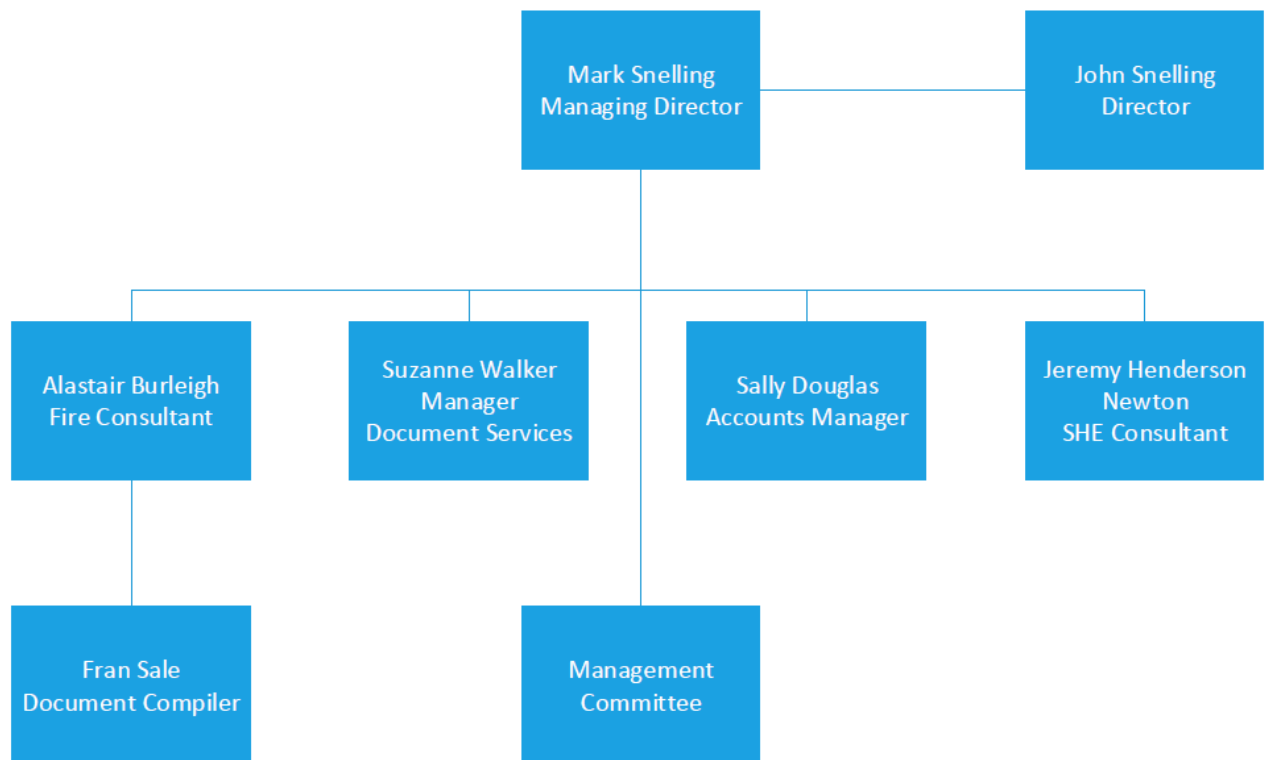 Mark Snelling
Managing Director
John Snelling
Director
Alastair Burleigh
Fire Consultant
Suzanne Walker
Manager
Document Services
Sally Douglas
Accounts Manager
Jeremy Henderson
Newton
SHE Consultant
Fran Sale
Document Compiler
Management
Committee